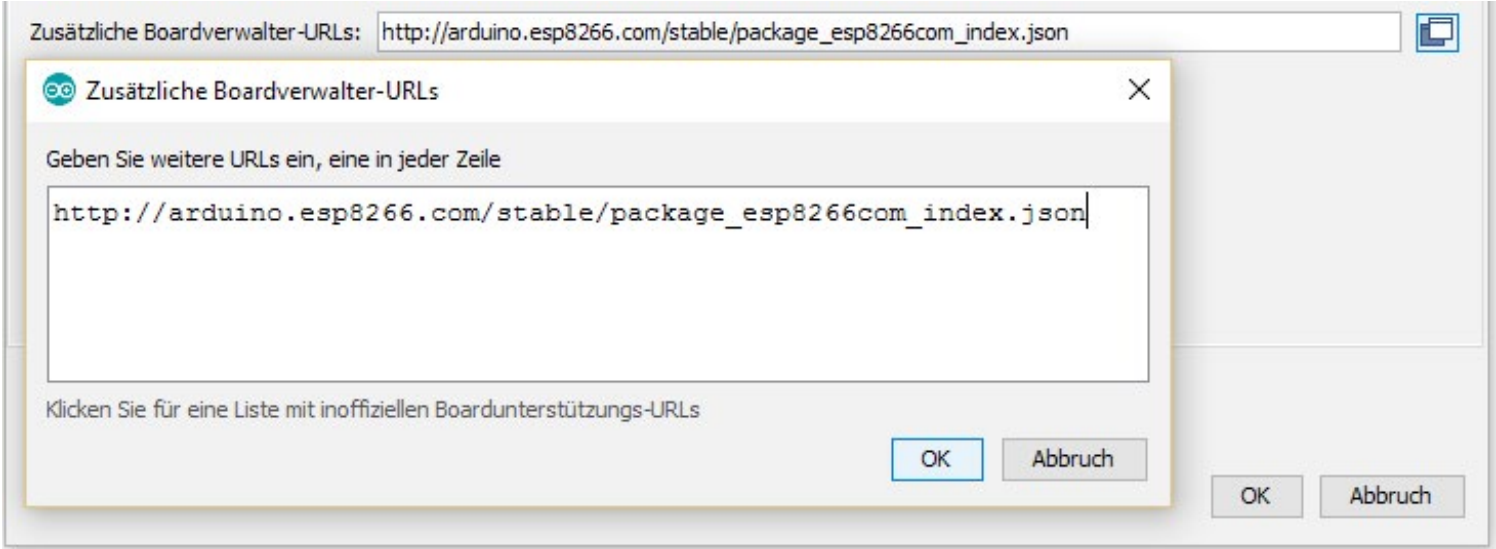 Zusätzliche Boardverwalter-URLs: http://arduino.esp8266.com/stable/package_esp8266com_index.json
Zusätzliche Boardverwalter-URLs
Geben Sie weitere URLs ein, eine in jeder Zeile
http://arduino.esp8266.com/stable/package_esp8266com_index.json
Klicken Sie für eine Liste mit inoffiziellen Boardunterstützungs-URLs
OK Abbruch
OK Abbruch